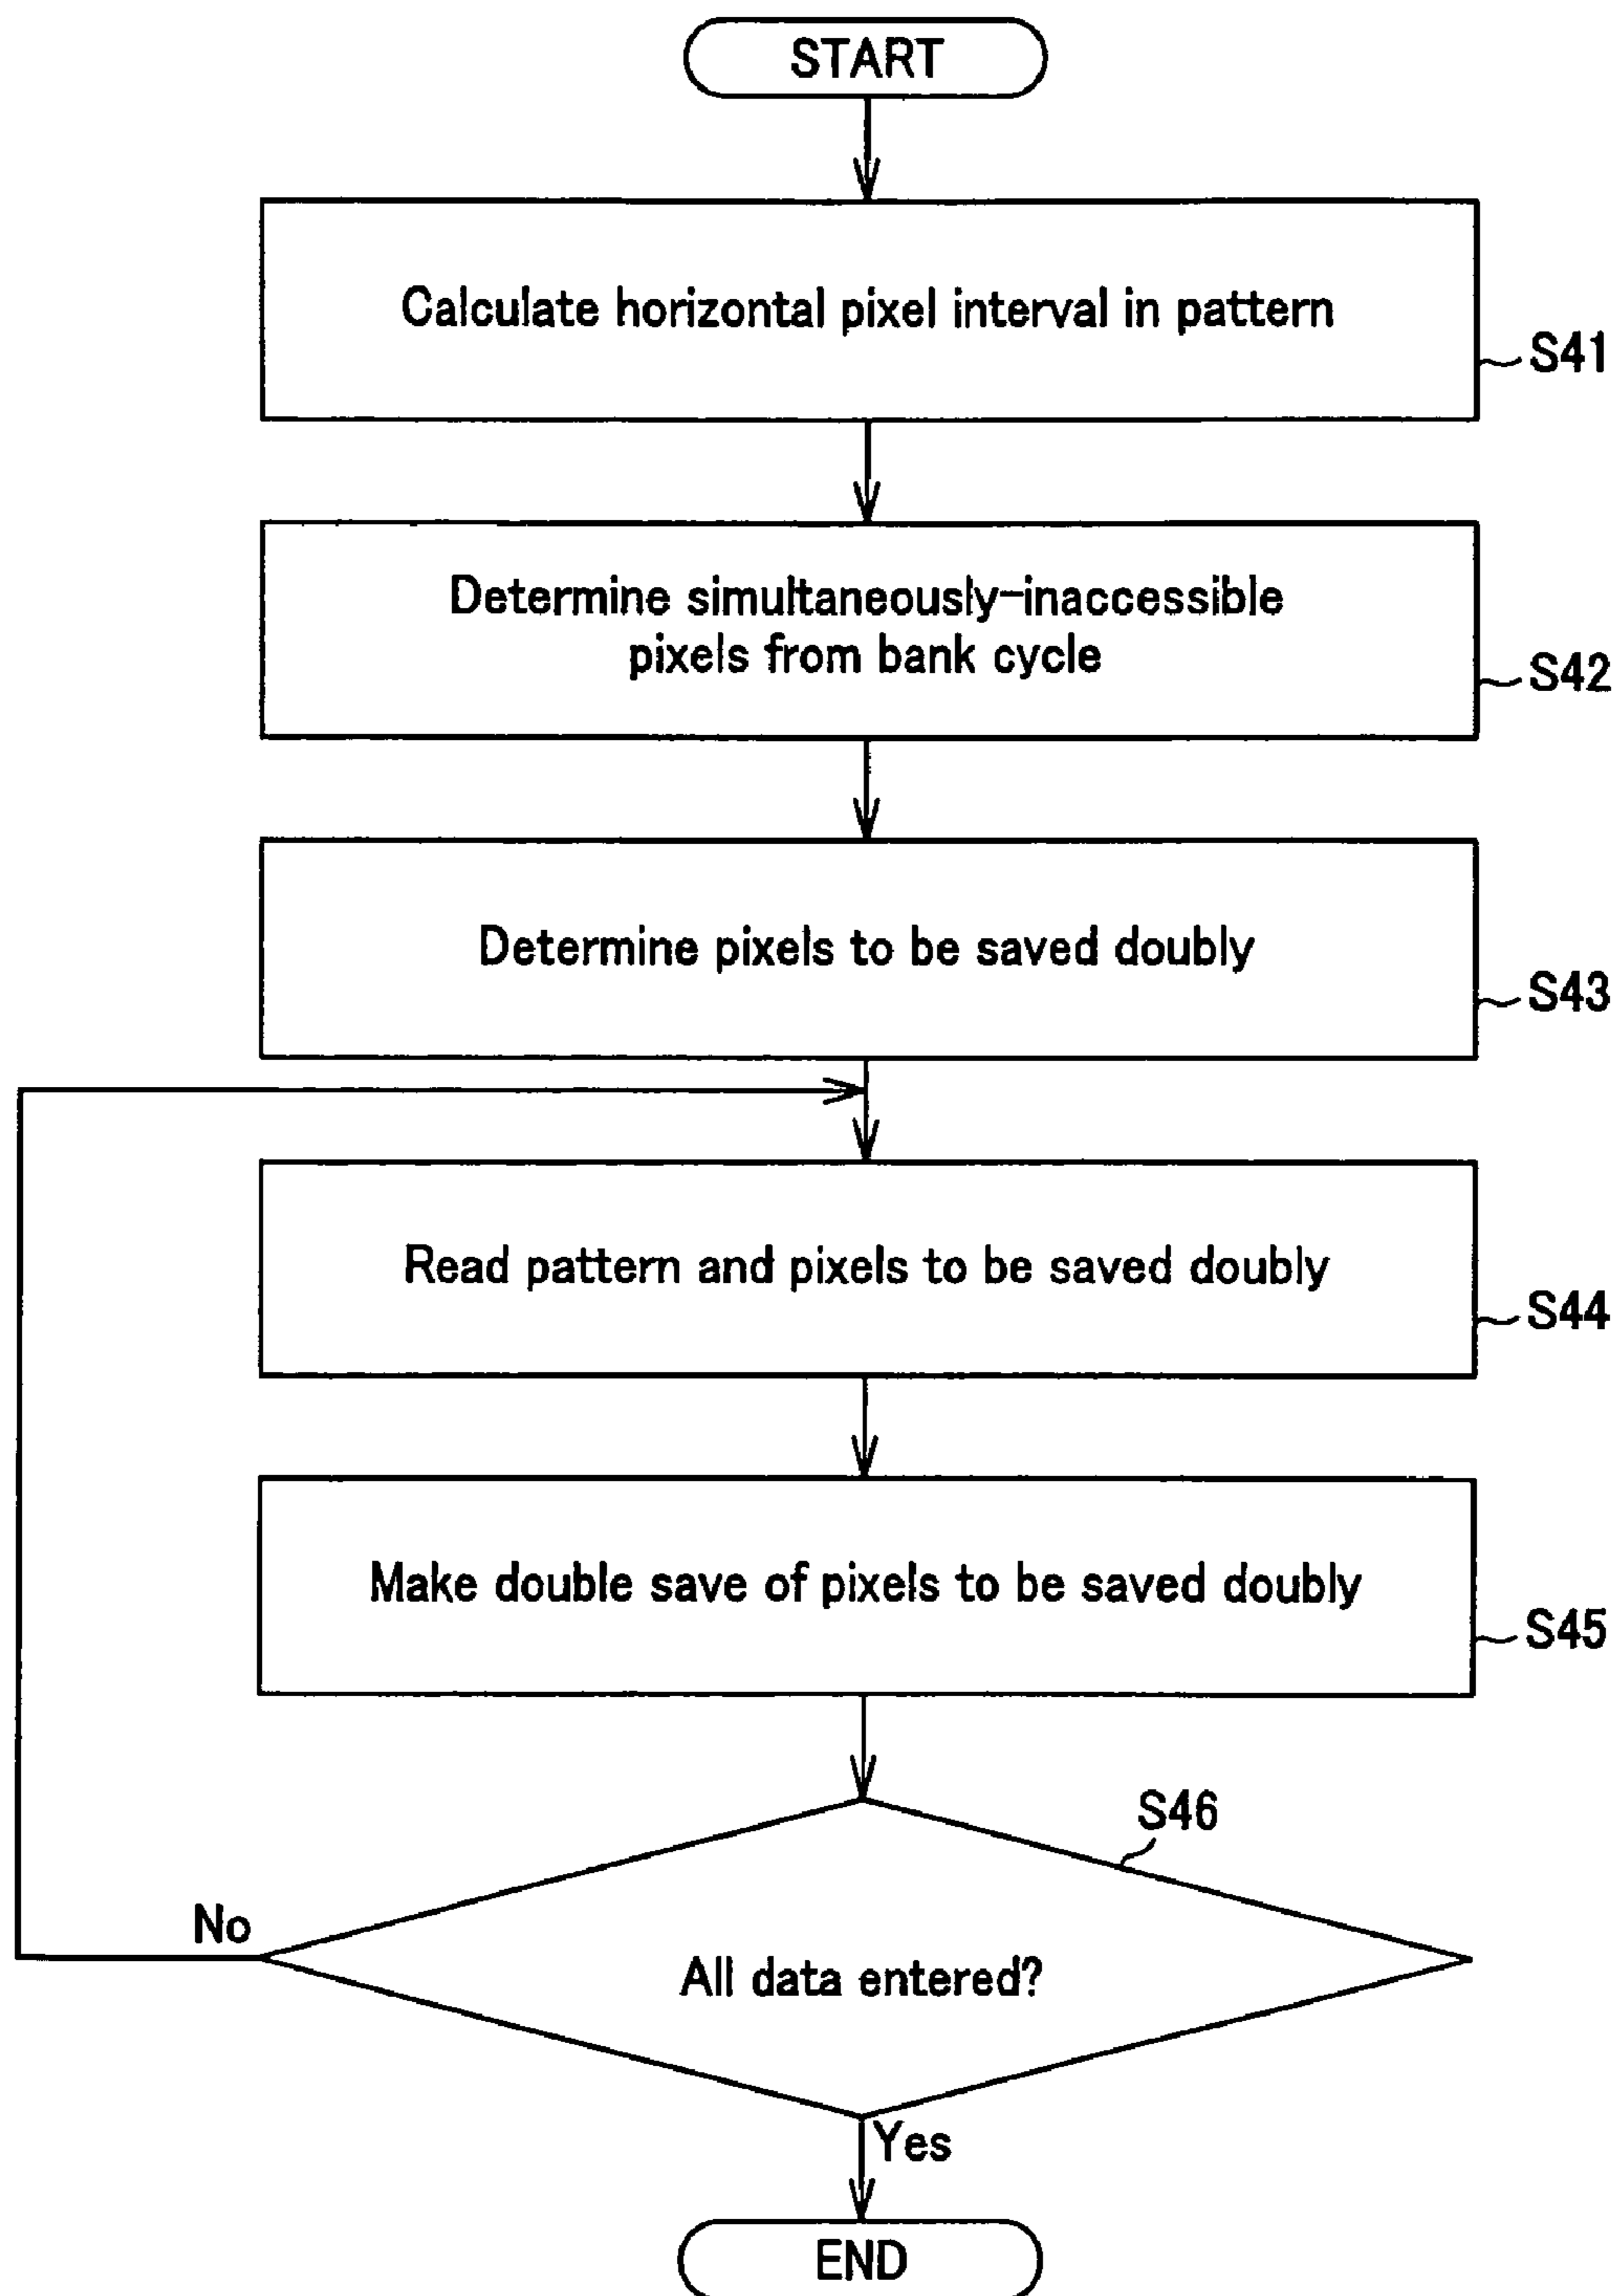 START
Calculate horizontal pixel interval in pattern
S41
Determine simultaneously-inaccessible
pixels from bank cycle
S42
Determine pixels to be saved doubly
S43
Read pattern and pixels to be saved doubly
S44
Make double save of pixels to be saved doubly
S45
S46
No
All data entered?
Yes
END